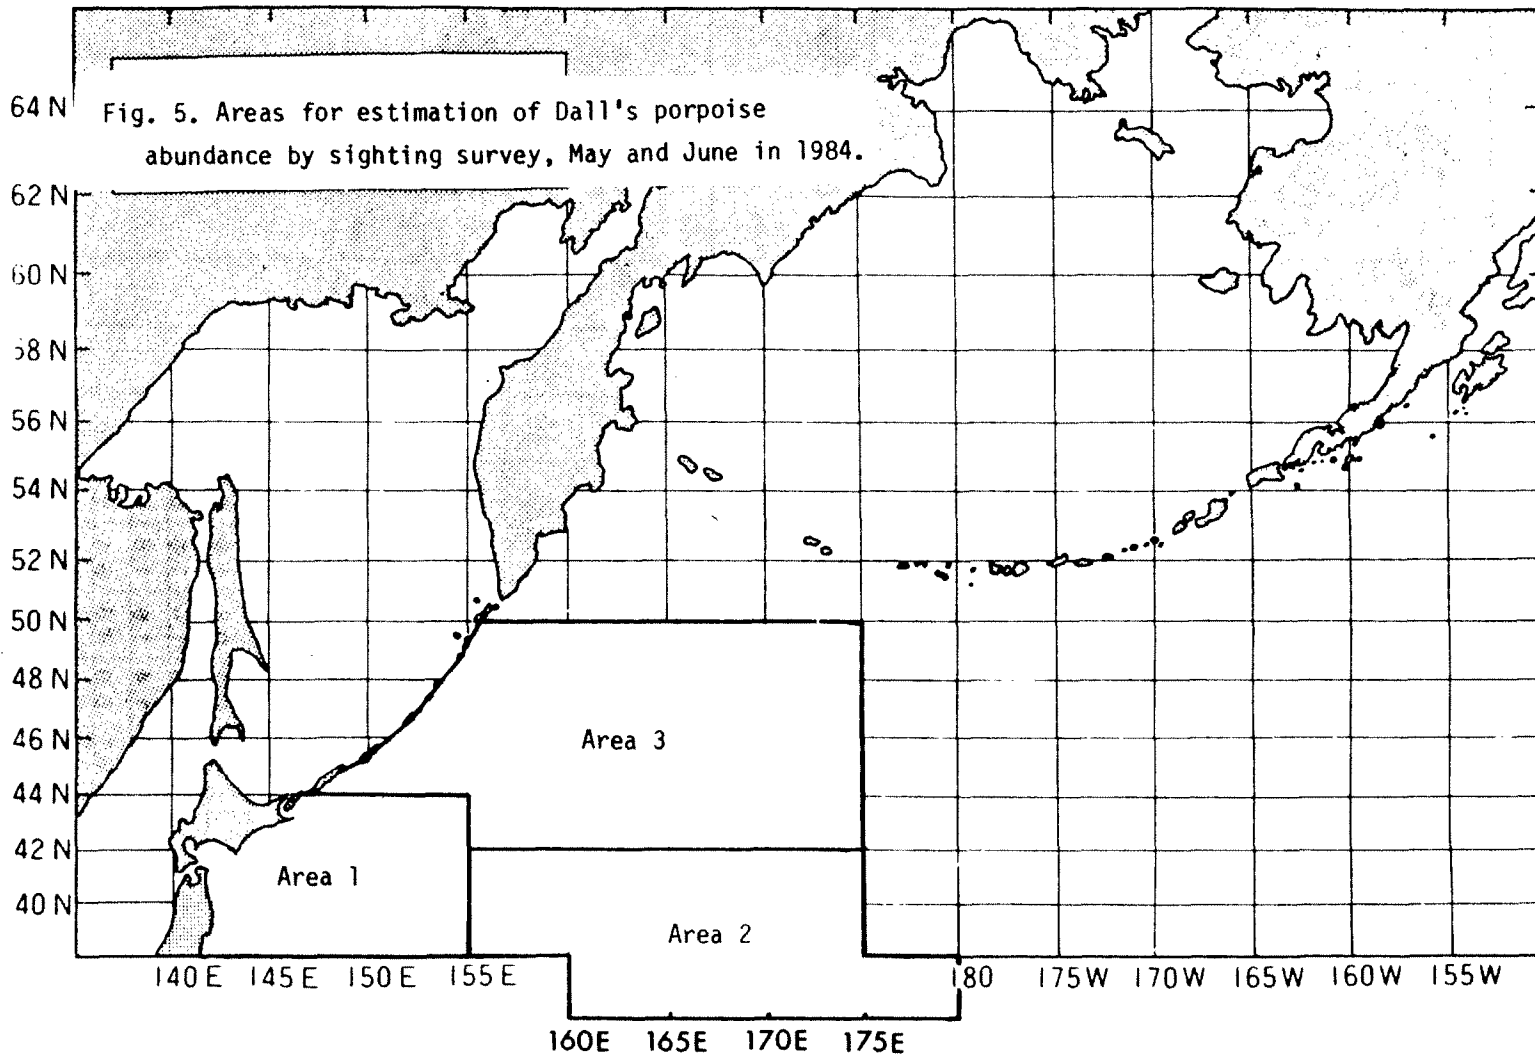 Fig. 5. Areas for estimation of Dall's porpoise
abundance by sighting survey, May and June in 1984.
64 N
62 N
60 N
58 N
56 N
54 N
52 N
50 N
48 N
46 N
44 N
42 N
40 N
Area 3
Area 1
Area 2
140 E 145 E 150 E 155 E 180 175 W 170 W 165 W 160 W 155 W
160E 165E 170E 175E